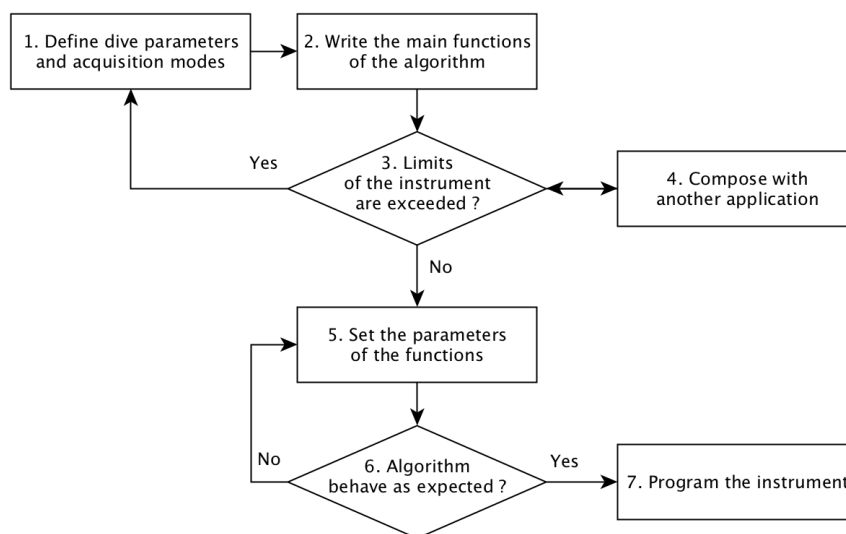 1. Define dive parameters
and acquisition modes
2. Write the main functions
of the algorithm
3. Limits
of the instrument
are exceeded ?
Yes
4. Compose with
another application
No
5. Set the parameters
of the functions
6. Algorithm
behave as expected ?
No
Yes
7. Program the instrument